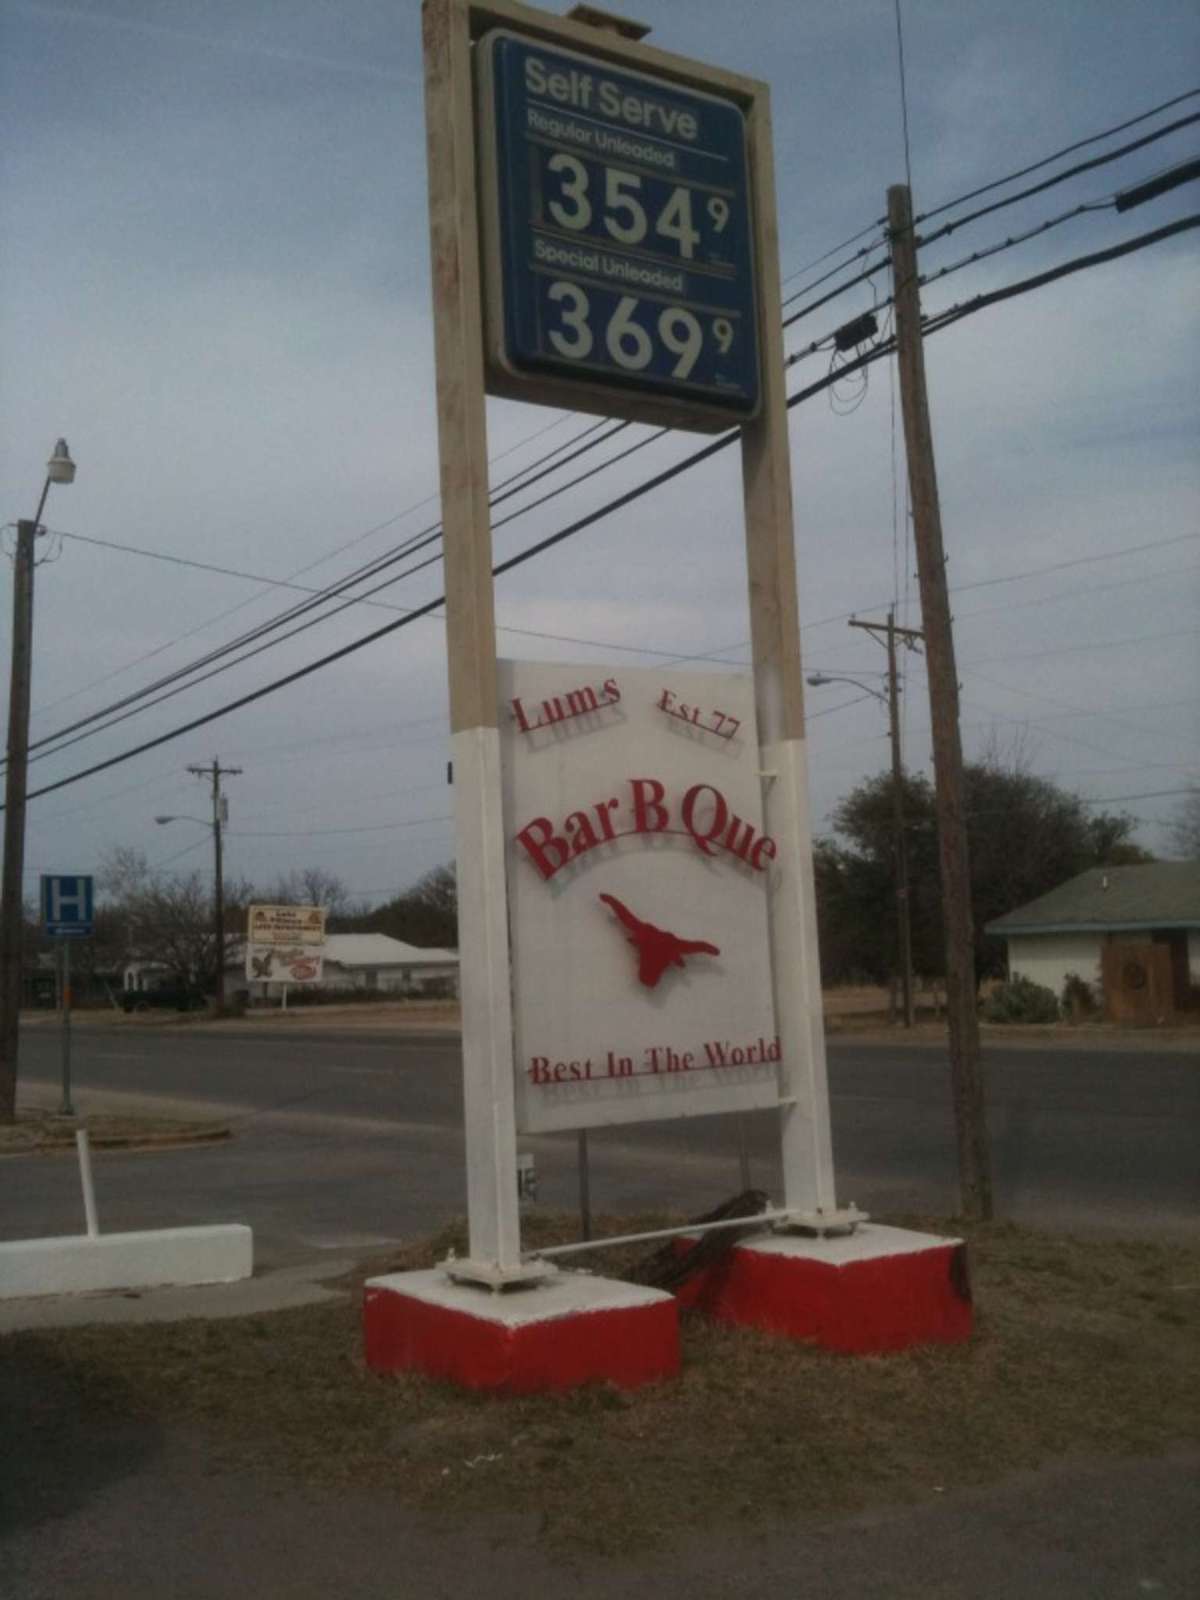 Self Serve
Regular Unleaded
354 9
Special Unleaded
369 9
Lums Est 77
Bar B Que
Best In The World
H